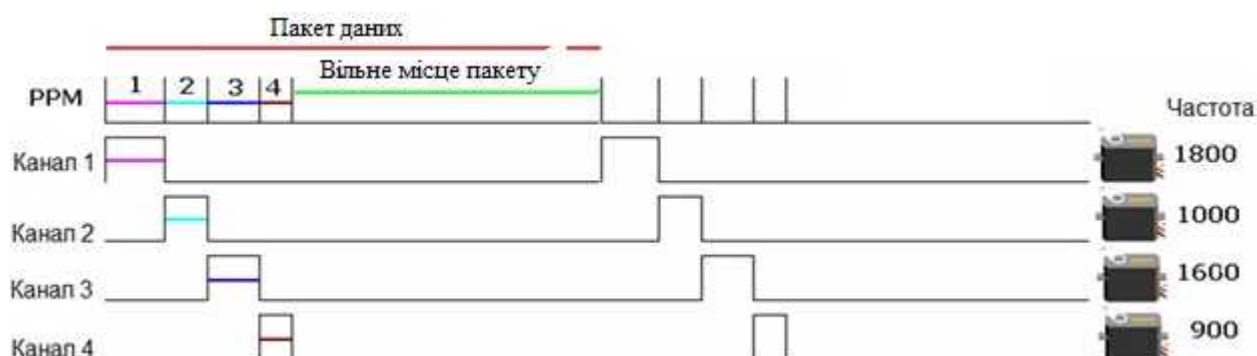 Пакет даних
1 2 3 4 Вільне місце пакету
PPM
Частота
Канал 1 1800
Канал 2 1000
Канал 3 1600
Канал 4 900